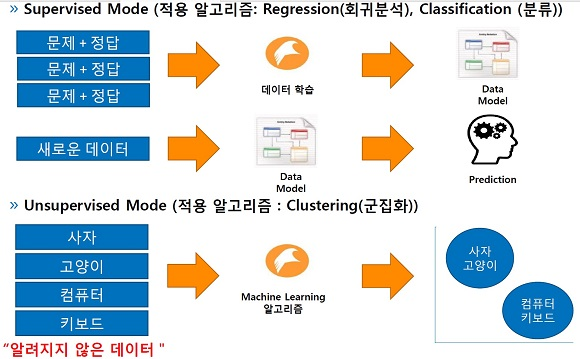 » Supervised Mode (적용 알고리즘: Regression(회귀분석), Classification (분류))
문제 + 정답
문제 + 정답
문제 + 정답
데이터 학습
Data
Model
새로운 데이터
Data
Model
Prediction
» Unsupervised Mode (적용 알고리즘 : Clustering(군집화))
사자
고양이
컴퓨터
키보드
Machine Learning
알고리즘
사자
고양이
컴퓨터
키보드
“알려지지 않은 데이터 "